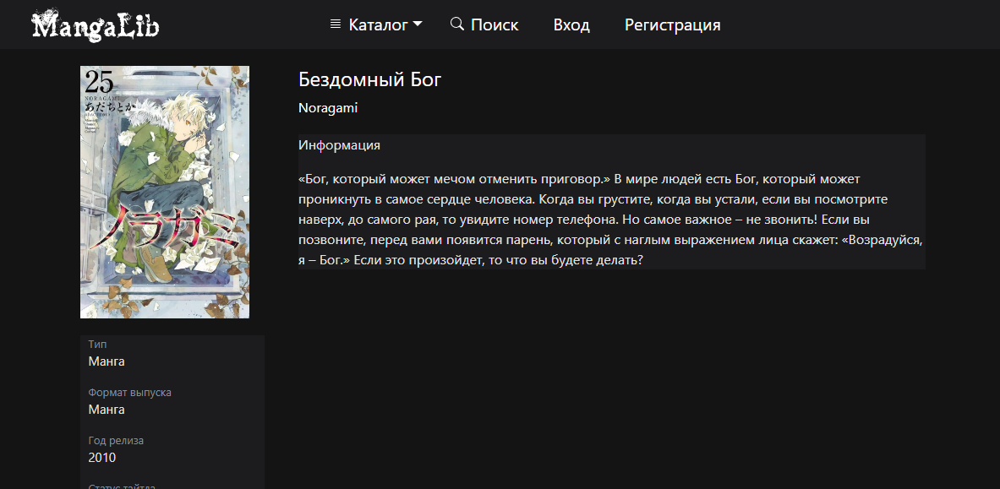 MangaLib
Каталог
Поиск
Вход
Регистрация
25
NORAGAMI
あだちとか
ADACHITOKA
ノラガミ
Бездомный Бог
Noragami
Информация
«Бог, который может мечом отменить приговор.» В мире людей есть Бог, который может
проникнуть в самое сердце человека. Когда вы грустите, когда вы устали, если вы посмотрите
наверх, до самого рая, то увидите номер телефона. Но самое важное – не звонить! Если вы
позвоните, перед вами появится парень, который с наглым выражением лица скажет: «Возрадуйся,
я – Бог.» Если это произойдет, то что вы будете делать?
Тип
Манга
Формат выпуска
Манга
Год релиза
2010
Статус тайтла